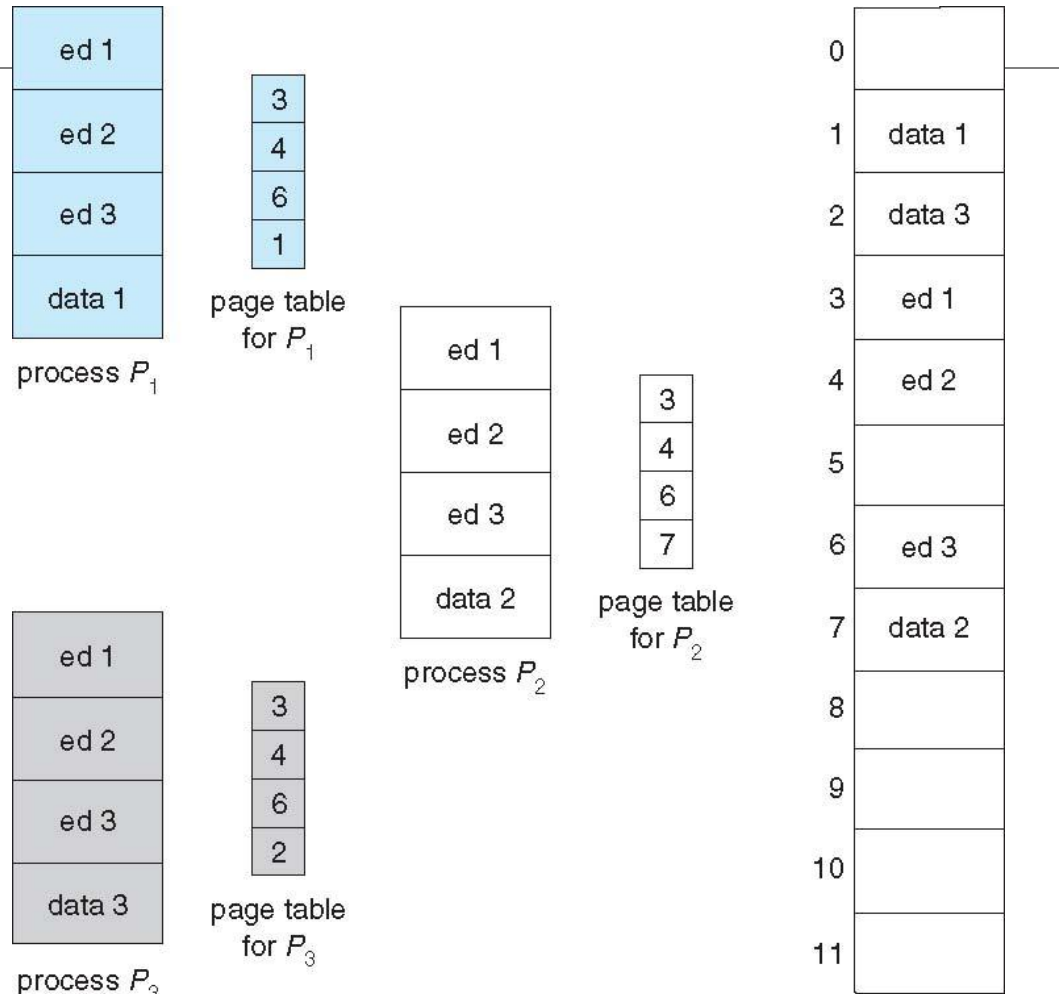 ed 1
ed 2
ed 3
data 1
process P1
3
4
6
1
page table
for P1
ed 1
ed 2
ed 3
data 2
process P2
3
4
6
7
page table
for P2
ed 1
ed 2
ed 3
data 3
process P3
3
4
6
2
page table
for P3
0
1 data 1
2 data 3
3 ed 1
4 ed 2
5
6 ed 3
7 data 2
8
9
10
11